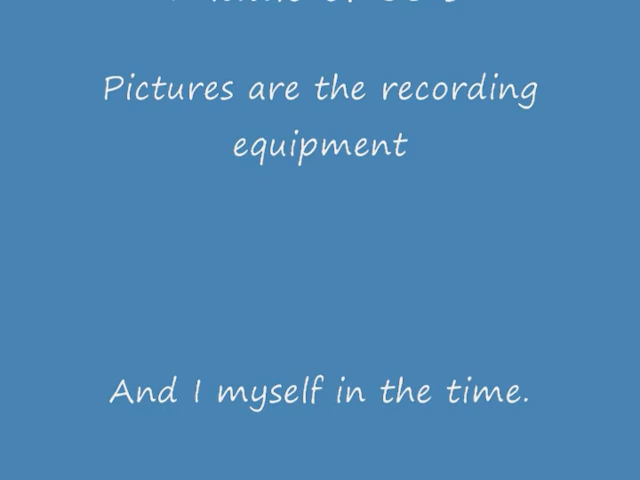 Pictures are the recording
equipment
And I myself in the time.